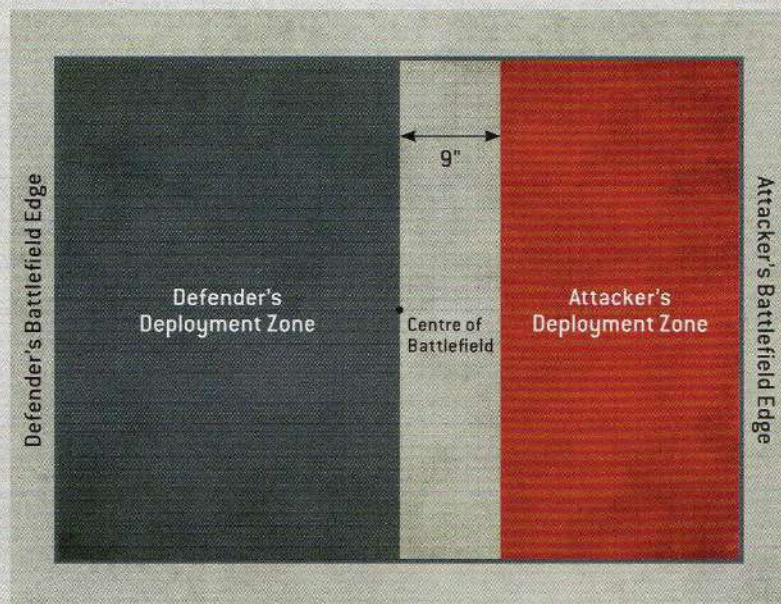 9"
Defender's Battlefield Edge
Defender's
Deployment Zone
Centre of
Battlefield
Attacker's
Deployment Zone
Attacker's Battlefield Edge